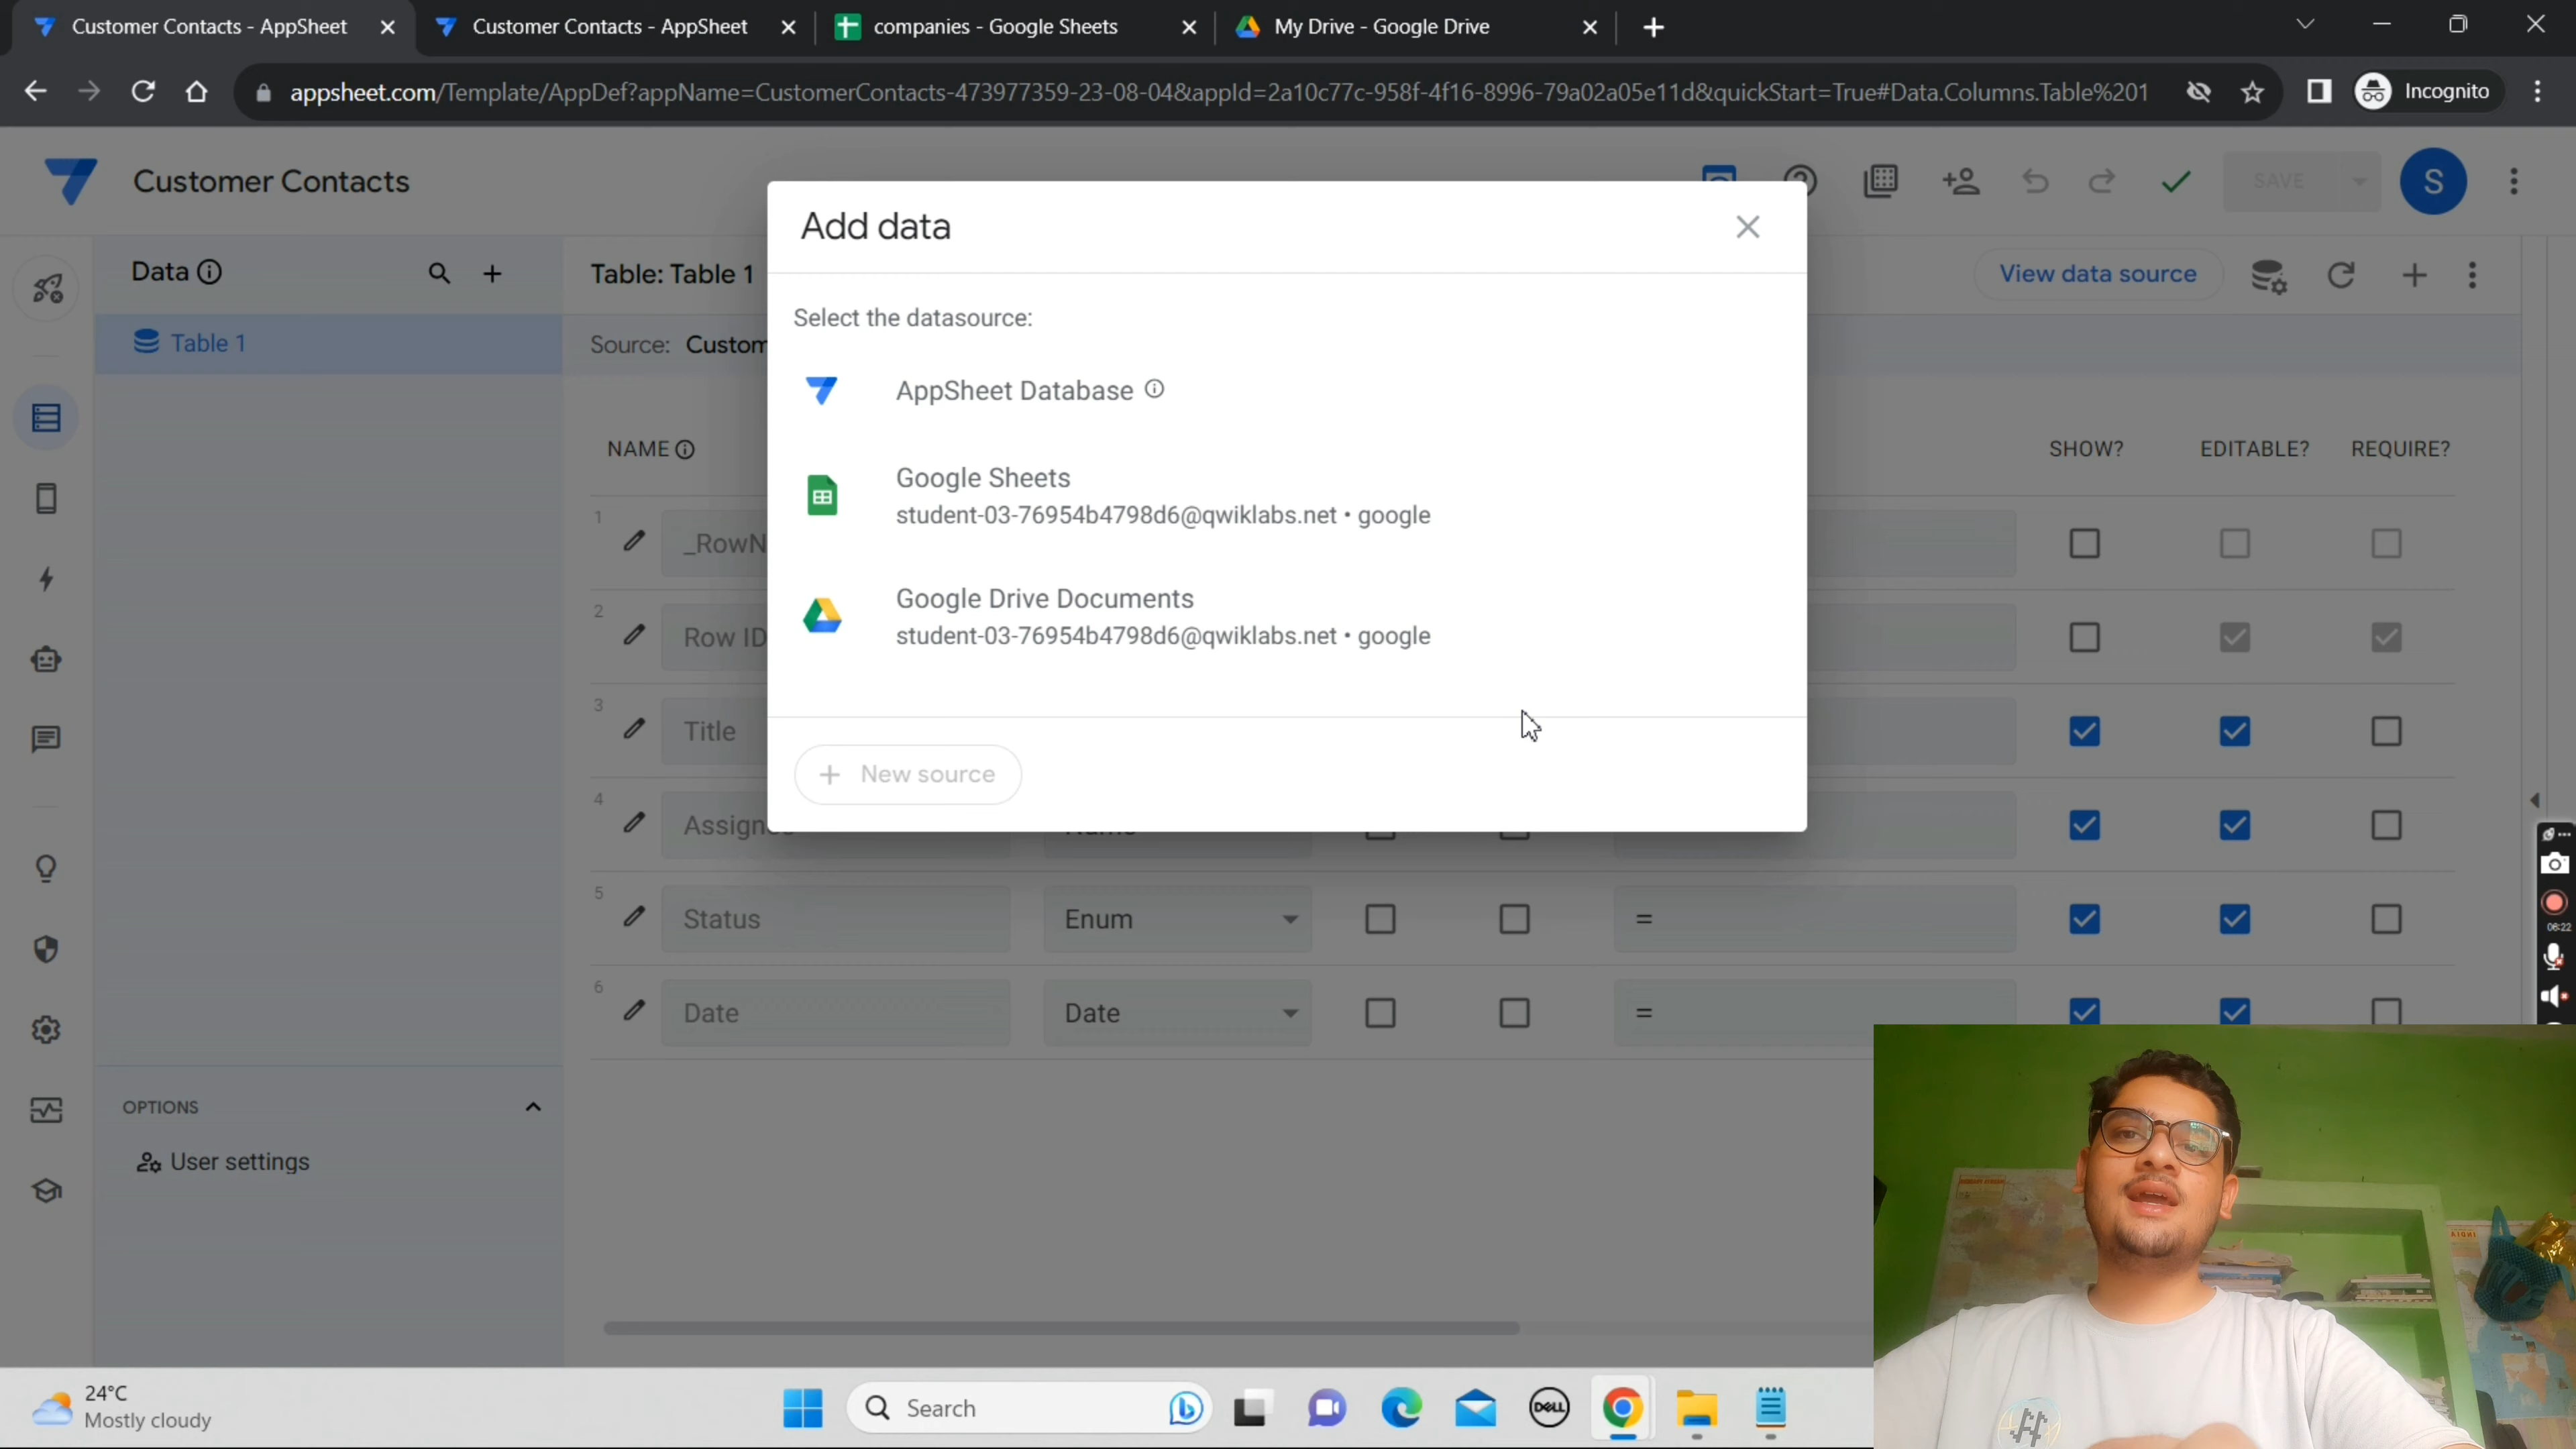 Customer Contacts - AppSheet
Customer Contacts - AppSheet
companies - Google Sheets
My Drive - Google Drive
appsheet.com/Template/AppDef?appName=CustomerContacts-473977359-23-08-04&appId=2a10c77c-958f-4f16-8996-79a02a05e11d&quickStart=True#Data.Columns.Table%201
Incognito
Customer Contacts
SAVE
S
Data
Table: Table 1
View data source
Table 1
Source: Custom
NAME
SHOW?
EDITABLE?
REQUIRE?
Add data
Select the datasource:
AppSheet Database
Google Sheets
student-03-76954b4798d6@qwiklabs.net • google
Google Drive Documents
student-03-76954b4798d6@qwiklabs.net • google
+ New source
1
_RowN
2
Row ID
3
Title
4
5
Status
Enum
=
6
Date
Date
=
06:22
OPTIONS
User settings
24°C
Mostly cloudy
Search
DELL
INDIA